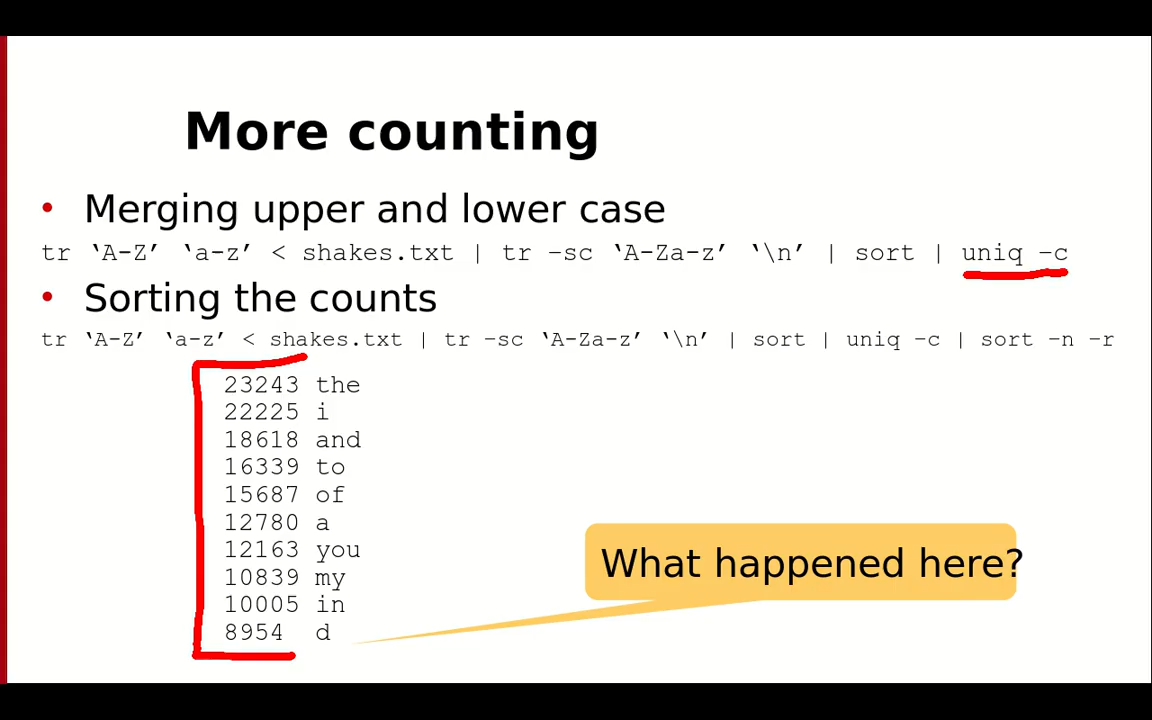 More counting
• Merging upper and lower case
tr ‘A-Z’ ‘a-z’ < shakes.txt | tr –sc ‘A-Za-z’ ‘\n’ | sort | uniq –c
• Sorting the counts
tr ‘A-Z’ ‘a-z’ < shakes.txt | tr –sc ‘A-Za-z’ ‘\n’ | sort | uniq –c | sort –n –r
23243 the
22225 i
18618 and
16339 to
15687 of
12780 a
12163 you
10839 my
10005 in
8954 d
What happened here?